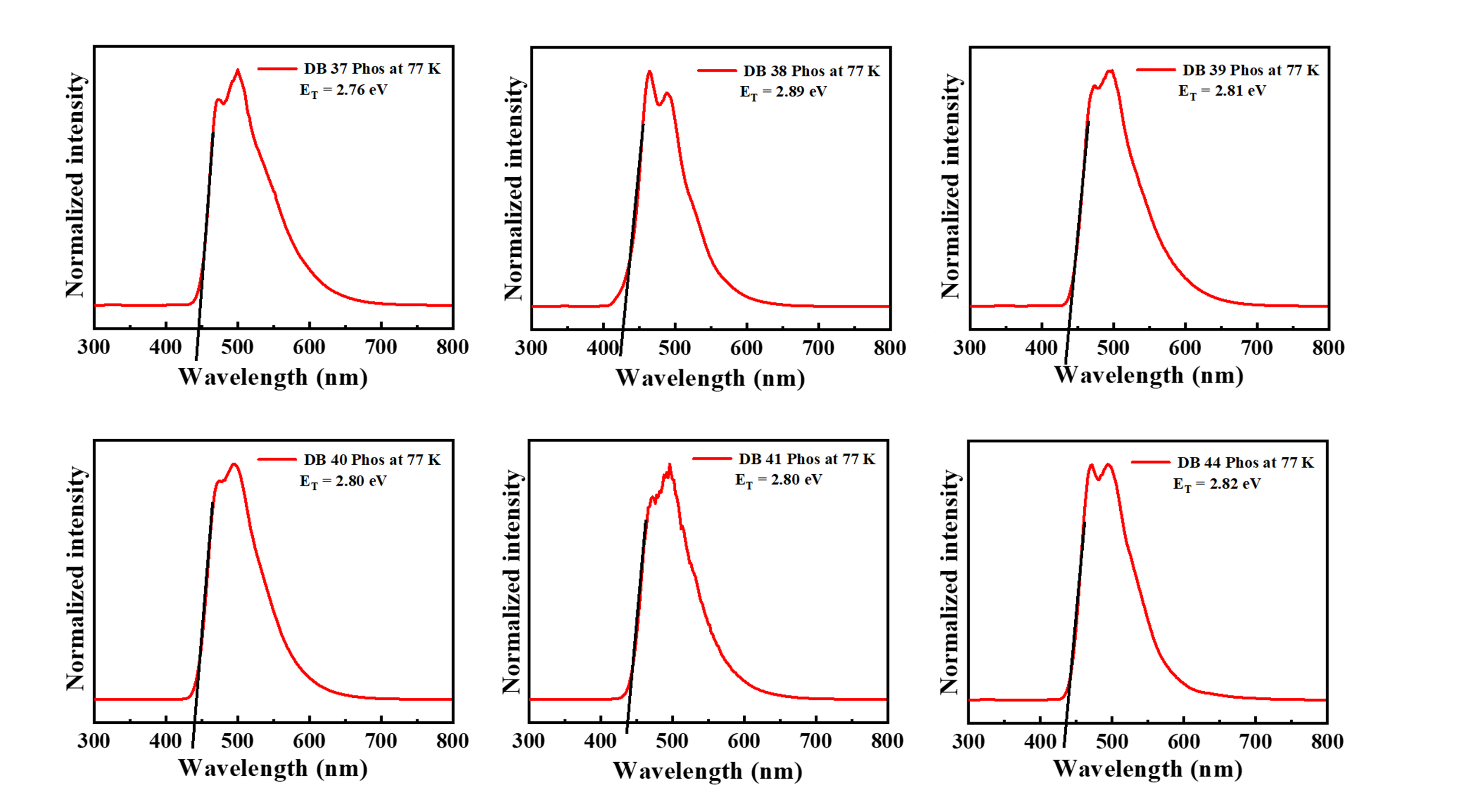 Normalized intensity
DB 37 Phos at 77 K
E_T = 2.76 eV
300 400 500 600 700 800
Wavelength (nm)
Normalized intensity
DB 38 Phos at 77 K
E_T = 2.89 eV
300 400 500 600 700 800
Wavelength (nm)
Normalized intensity
DB 39 Phos at 77 K
E_T = 2.81 eV
300 400 500 600 700 800
Wavelength (nm)
Normalized intensity
DB 40 Phos at 77 K
E_T = 2.80 eV
300 400 500 600 700 800
Wavelength (nm)
Normalized intensity
DB 41 Phos at 77 K
E_T = 2.80 eV
300 400 500 600 700 800
Wavelength (nm)
Normalized intensity
DB 44 Phos at 77 K
E_T = 2.82 eV
300 400 500 600 700 800
Wavelength (nm)